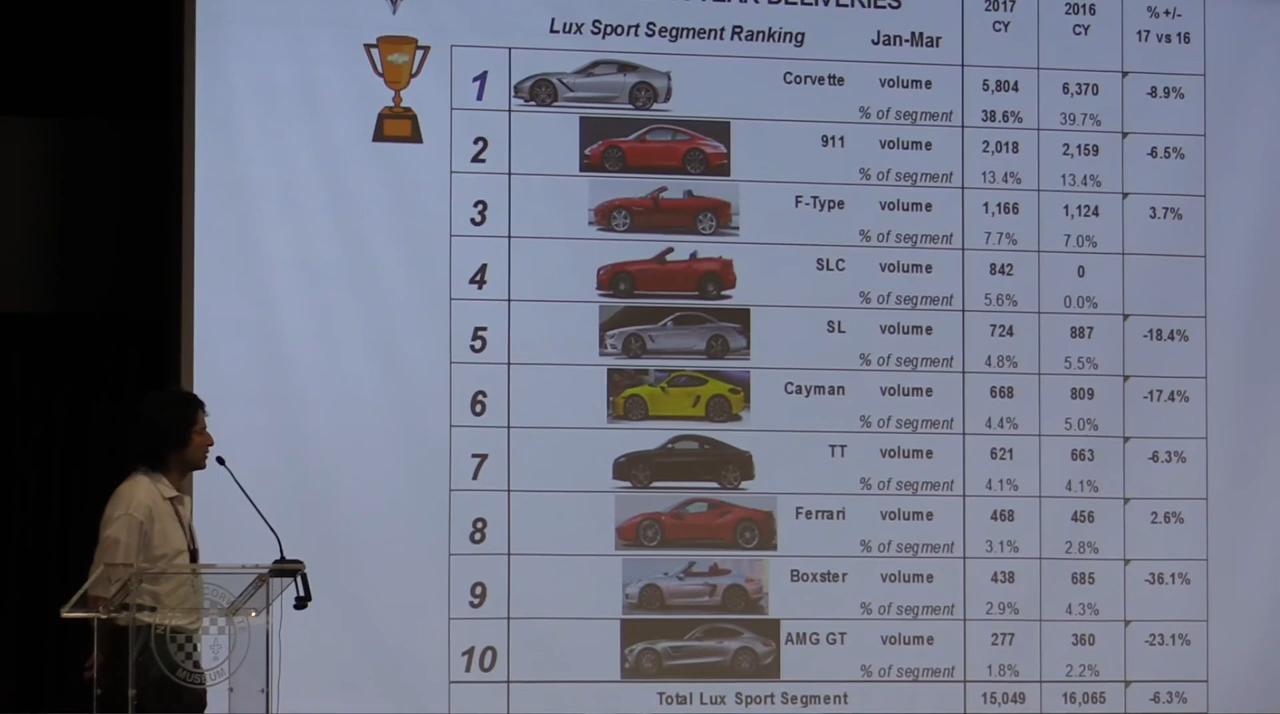 DELIVERIES
Lux Sport Segment Ranking Jan-Mar 2017 CY 2016 CY % +/- 17 vs 16
1 Corvette volume 5,804 6,370 -8.9%
% of segment 38.6% 39.7%
2 911 volume 2,018 2,159 -6.5%
% of segment 13.4% 13.4%
3 F-Type volume 1,166 1,124 3.7%
% of segment 7.7% 7.0%
4 SLC volume 842 0
% of segment 5.6% 0.0%
5 SL volume 724 887 -18.4%
% of segment 4.8% 5.5%
6 Cayman volume 668 809 -17.4%
% of segment 4.4% 5.0%
7 TT volume 621 663 -6.3%
% of segment 4.1% 4.1%
8 Ferrari volume 468 456 2.6%
% of segment 3.1% 2.8%
9 Boxster volume 438 685 -36.1%
% of segment 2.9% 4.3%
10 AMG GT volume 277 360 -23.1%
% of segment 1.8% 2.2%
Total Lux Sport Segment 15,049 16,065 -6.3%
MUSEUM